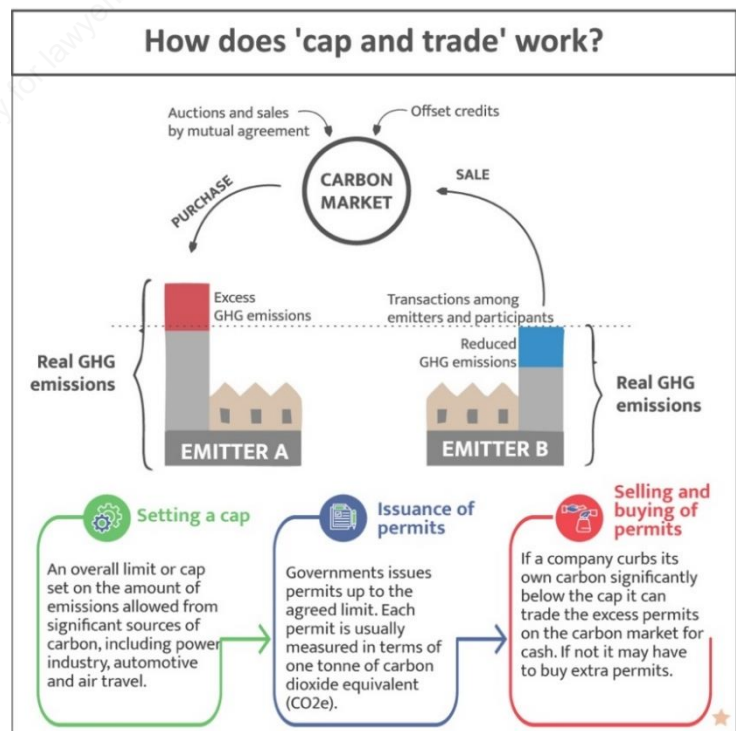 How does 'cap and trade' work?
Auctions and sales
by mutual agreement
Offset credits
CARBON
MARKET
PURCHASE
SALE
Excess
GHG emissions
Transactions among
emitters and participants
Reduced
GHG emissions
Real GHG
emissions
Real GHG
emissions
EMITTER A
EMITTER B
Setting a cap
An overall limit or cap
set on the amount of
emissions allowed from
significant sources of
carbon, including power
industry, automotive
and air travel.
Issuance of
permits
Governments issues
permits up to the
agreed limit. Each
permit is usually
measured in terms of
one tonne of carbon
dioxide equivalent
(CO2e).
Selling and
buying of
permits
If a company curbs its
own carbon significantly
below the cap it can
trade the excess permits
on the carbon market for
cash. If not it may have
to buy extra permits.
for lawyer